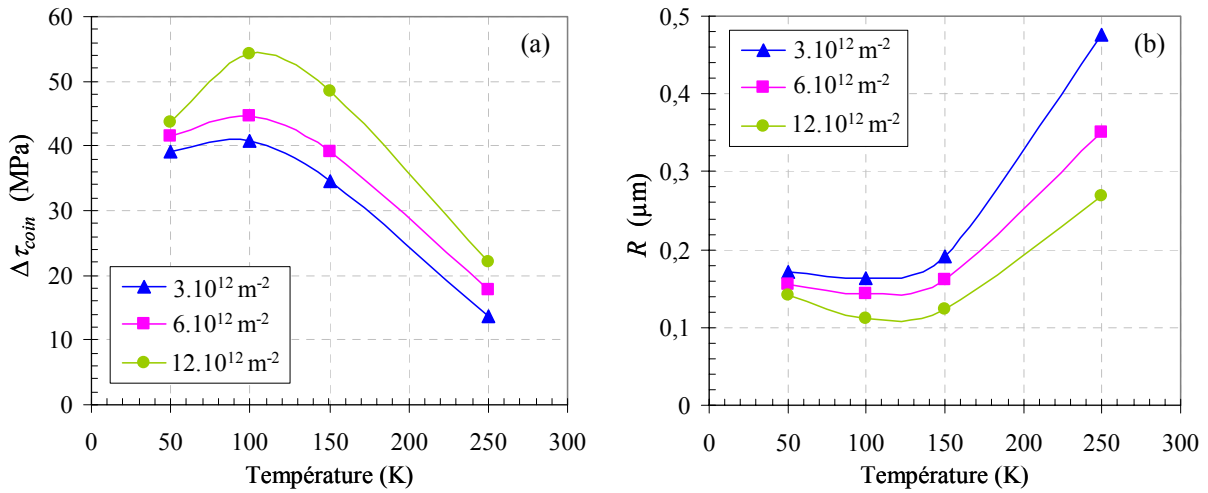 (a)
60
50
40
30
20
10
0
Δτcoin (MPa)
3.10¹² m⁻²
6.10¹² m⁻²
12.10¹² m⁻²
0 50 100 150 200 250 300
Température (K)
(b)
0,5
0,4
0,3
0,2
0,1
0
R (µm)
3.10¹² m⁻²
6.10¹² m⁻²
12.10¹² m⁻²
0 50 100 150 200 250 300
Température (K)